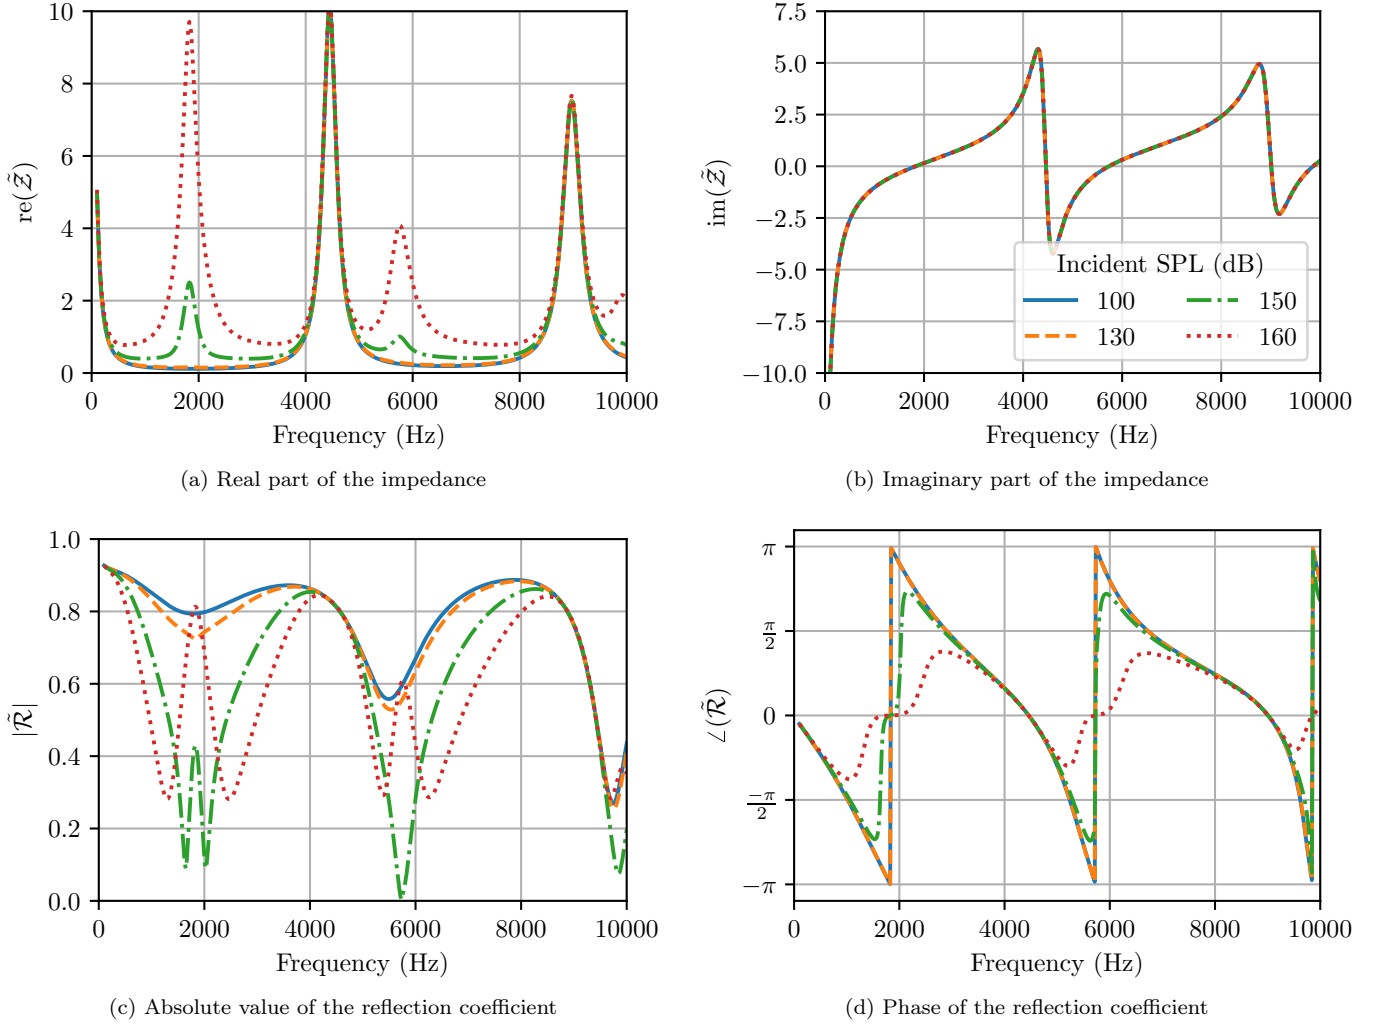 re(𝒵̃)
10
8
6
4
2
0
0 2000 4000 6000 8000 10000
Frequency (Hz)
(a) Real part of the impedance
im(𝒵̃)
7.5
5.0
2.5
0.0
−2.5
−5.0
−7.5
−10.0
Incident SPL (dB)
100 150
130 160
0 2000 4000 6000 8000 10000
Frequency (Hz)
(b) Imaginary part of the impedance
|ℛ̃|
1.0
0.8
0.6
0.4
0.2
0.0
0 2000 4000 6000 8000 10000
Frequency (Hz)
(c) Absolute value of the reflection coefficient
∠(ℛ̃)
π
π/2
0
−π/2
−π
0 2000 4000 6000 8000 10000
Frequency (Hz)
(d) Phase of the reflection coefficient